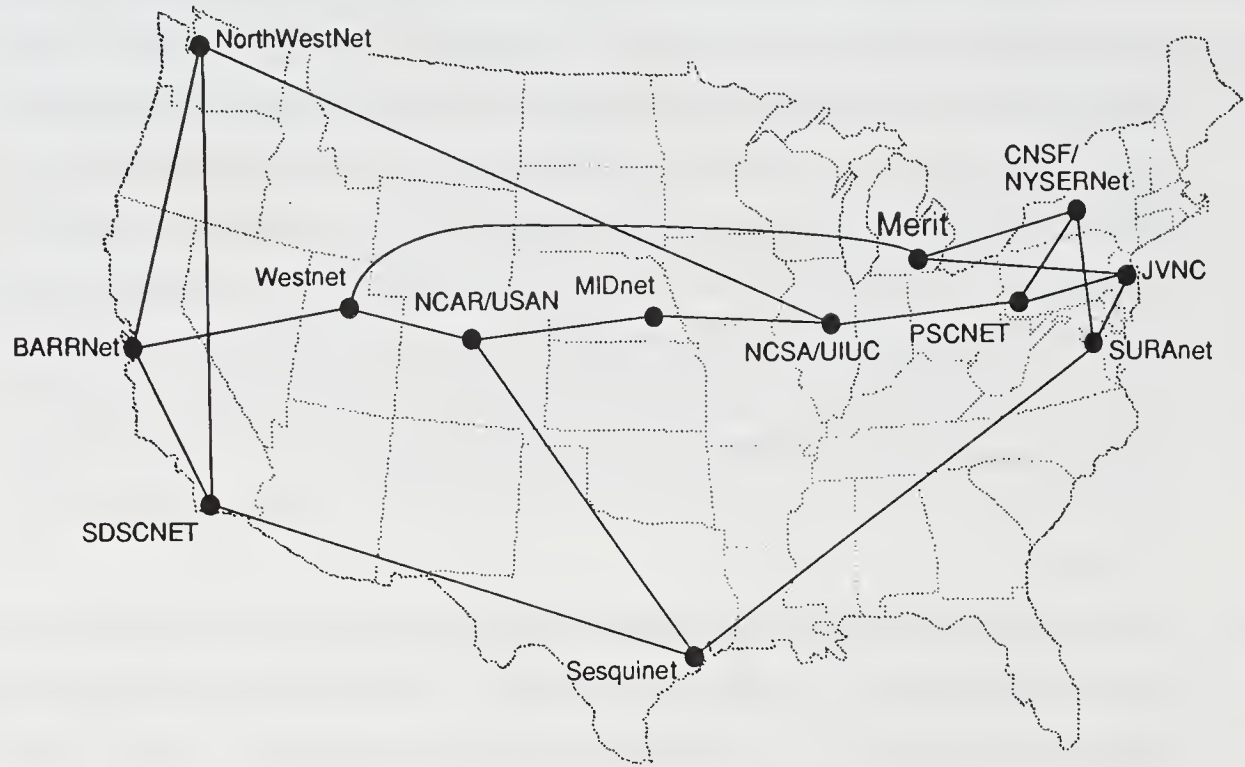 NorthWestNet
CNSF/
NYSERNet
Merit
Westnet
JVNC
NCAR/USAN
MIDnet
BARRNet
NCSA/UIUC
PSCNET
SURAnet
SDSCNET
Sesquinet